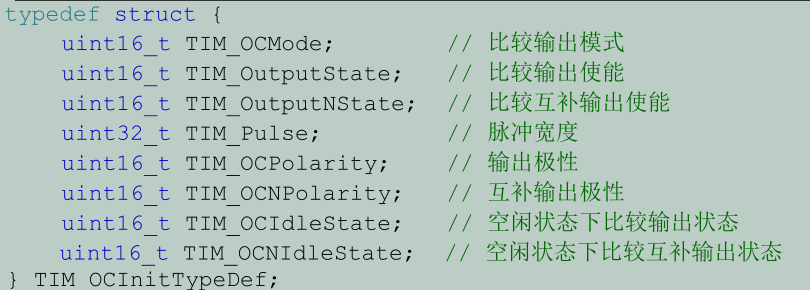 typedef struct {
uint16_t TIM_OCMode; // 比较输出模式
uint16_t TIM_OutputState; // 比较输出使能
uint16_t TIM_OutputNState; // 比较互补输出使能
uint32_t TIM_Pulse; // 脉冲宽度
uint16_t TIM_OCPolarity; // 输出极性
uint16_t TIM_OCNPolarity; // 互补输出极性
uint16_t TIM_OCIdleState; // 空闲状态下比较输出状态
uint16_t TIM_OCNIdleState; // 空闲状态下比较互补输出状态
} TIM_OCInitTypeDef;